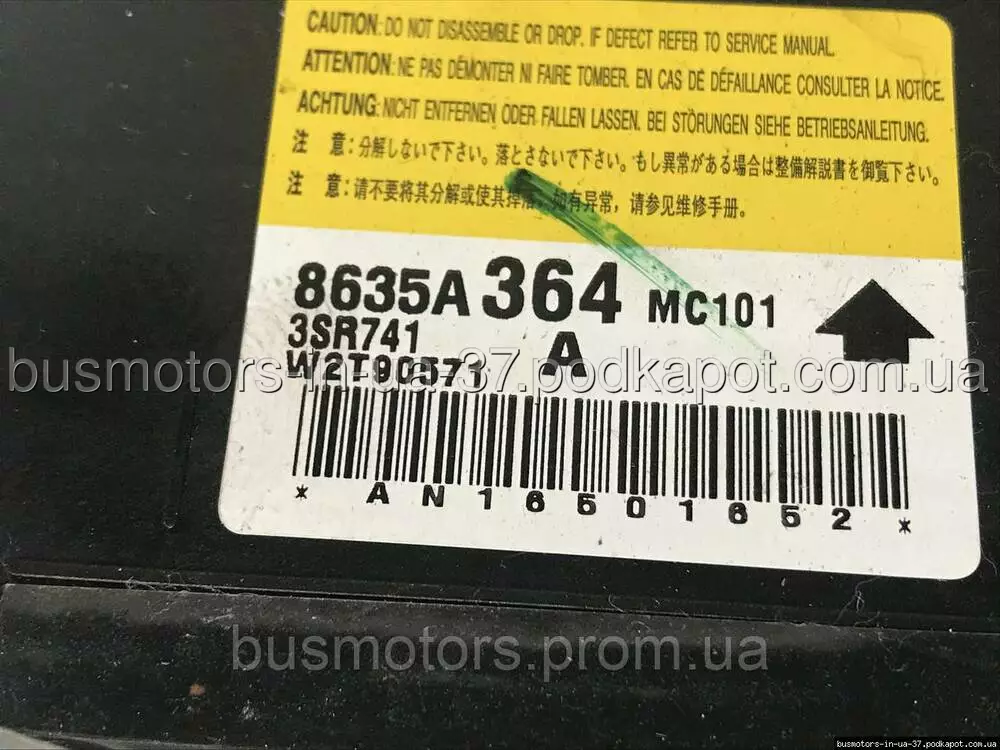 CAUTION: DO NOT DISASSEMBLE OR DROP. IF DEFECT REFER TO SERVICE MANUAL.
ATTENTION: NE PAS DÉMONTER NI FAIRE TOMBER. EN CAS DE DÉFAILLANCE CONSULTER LA NOTICE.
ACHTUNG: NICHT ENTFERNEN ODER FALLEN LASSEN. BEI STÖRUNGEN SIEHE BETRIEBSANLEITUNG.
注 意：分解しないで下さい。落とさないで下さい。もし異常がある場合は整備解説書を御覧下さい。
注 意：请不要将其分解或使其掉落，如有异常，请参见维修手册。
8635A 364 MC101
3SR741 A
W2T90571
busmotors-in-ua-37.podkapot.com.ua
* AN16501652 *
busmotors.prom.ua
busmotors-in-ua-37.podkapot.com.ua